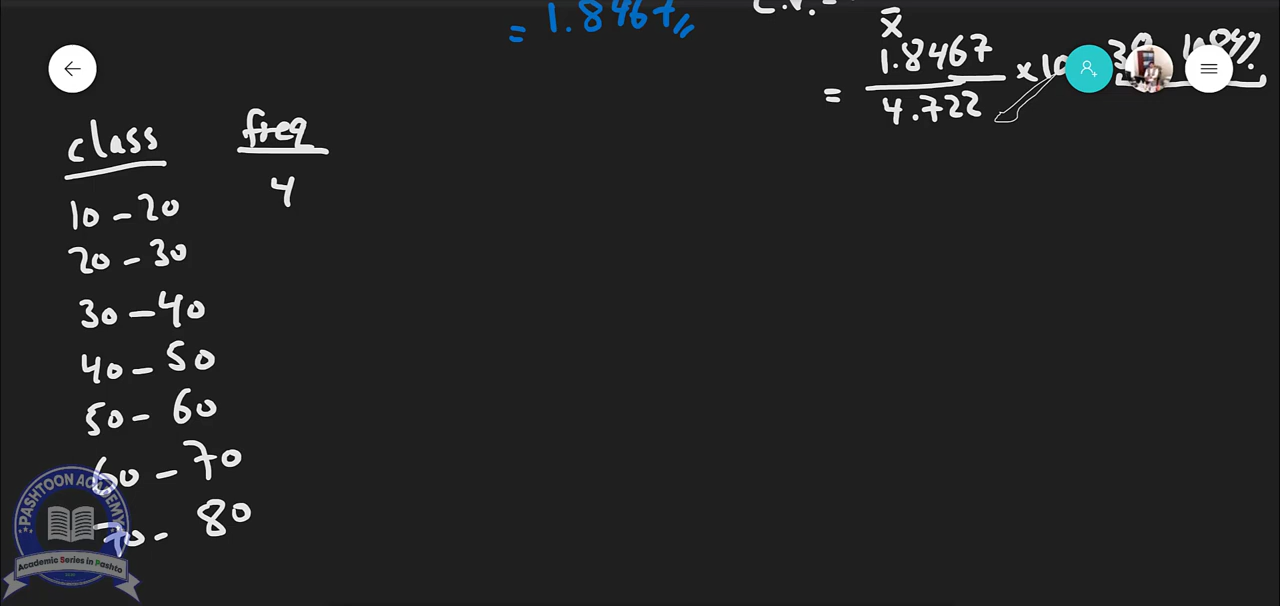 = 1.8467
C.V. =
x̄
= 1.8467 / 4.722 × 10
class freq
10 – 20 4
20 – 30
30 – 40
40 – 50
50 – 60
60 – 70
70 – 80
PASHTOON ACADEMY
Academic Series in Pashto